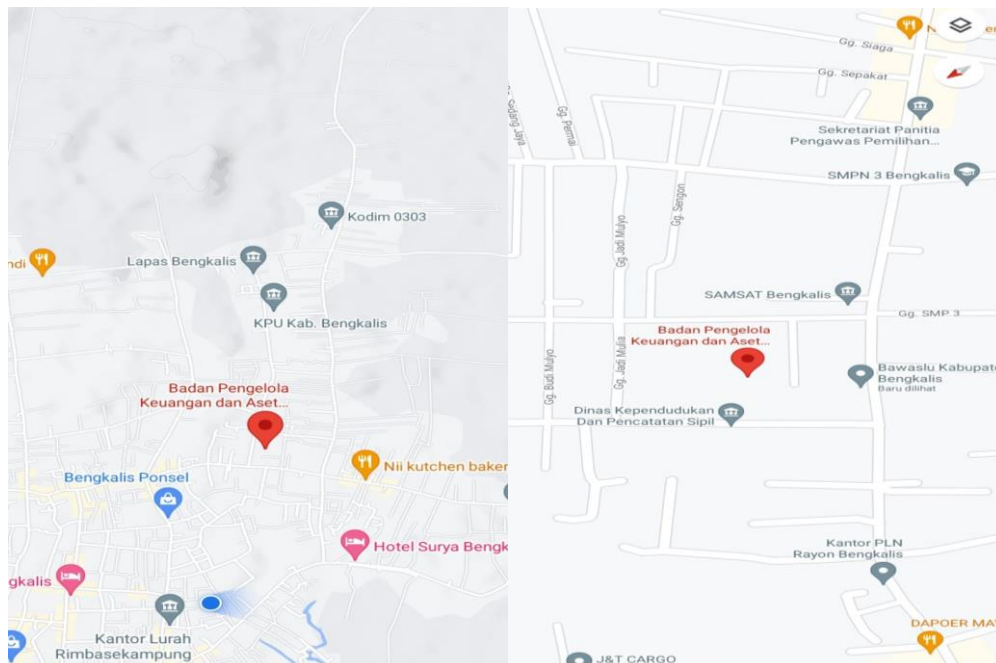 Kodim 0303
ndi
Lapas Bengkalis
KPU Kab. Bengkalis
Badan Pengelola
Keuangan dan Aset...
Nii kutchen baker
Bengkalis Ponsel
Hotel Surya Bengk
gkalis
Kantor Lurah
Rimbasekampung
Gg. Siaga
Gg. Sepakat
Gg. Permai
Sekretariat Panitia
Pengawas Pemilihan...
SMPN 3 Bengkalis
Gg. Sengon
Gg Jadi Mulyo
SAMSAT Bengkalis
Gg. SMP 3
Badan Pengelola
Keuangan dan Aset...
Gg. Jadi Mulia
Gg. Budi Mulyo
Bawaslu Kabupate
Bengkalis
Baru dilihat
Dinas Kependudukan
Dan Pencatatan Sipil
Kantor PLN
Rayon Bengkalis
DAPOER MA
J&T CARGO